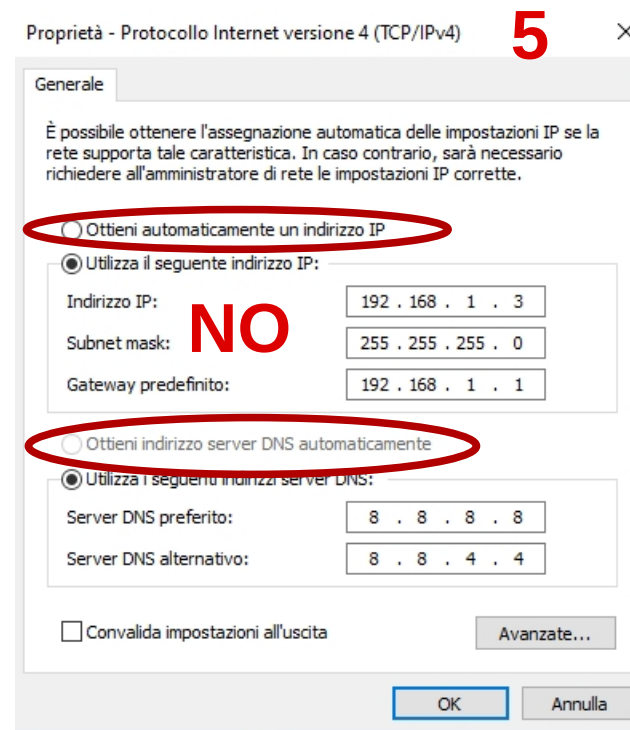 Proprietà - Protocollo Internet versione 4 (TCP/IPv4)
5
Generale
È possibile ottenere l'assegnazione automatica delle impostazioni IP se la
rete supporta tale caratteristica. In caso contrario, sarà necessario
richiedere all'amministratore di rete le impostazioni IP corrette.
Ottieni automaticamente un indirizzo IP
Utilizza il seguente indirizzo IP:
Indirizzo IP: 192 . 168 . 1 . 3
NO
Subnet mask: 255 . 255 . 255 . 0
Gateway predefinito: 192 . 168 . 1 . 1
Ottieni indirizzo server DNS automaticamente
Utilizza i seguenti indirizzi server DNS:
Server DNS preferito: 8 . 8 . 8 . 8
Server DNS alternativo: 8 . 8 . 4 . 4
Convalida impostazioni all'uscita
Avanzate...
OK Annulla